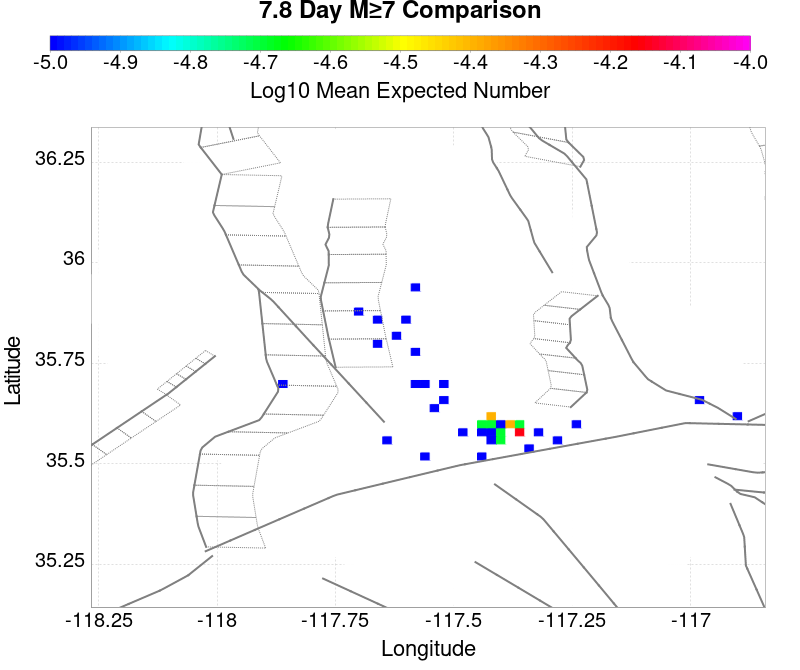 7.8 Day M≥7 Comparison
-5.0 -4.9 -4.8 -4.7 -4.6 -4.5 -4.4 -4.3 -4.2 -4.1 -4.0
Log10 Mean Expected Number
36.25
36
35.75
35.5
35.25
Latitude
-118.25 -118 -117.75 -117.5 -117.25 -117
Longitude